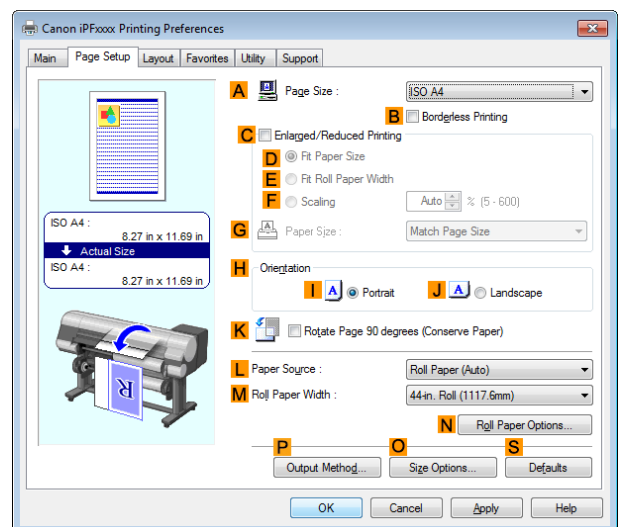 Canon iPFxxxx Printing Preferences
Main Page Setup Layout Favorites Utility Support
A Page Size : ISO A4
B Borderless Printing
C Enlarged/Reduced Printing
D Fit Paper Size
E Fit Roll Paper Width
F Scaling Auto % (5 - 600)
ISO A4 :
8.27 in x 11.69 in
Actual Size
ISO A4 :
8.27 in x 11.69 in
G A Paper Size : Match Page Size
H Orientation
I A Portrait J A Landscape
K Rotate Page 90 degrees (Conserve Paper)
R
L Paper Source : Roll Paper (Auto)
M Roll Paper Width : 44-in. Roll (1117.6mm)
N Roll Paper Options...
P O S
Output Method... Size Options... Defaults
OK Cancel Apply Help